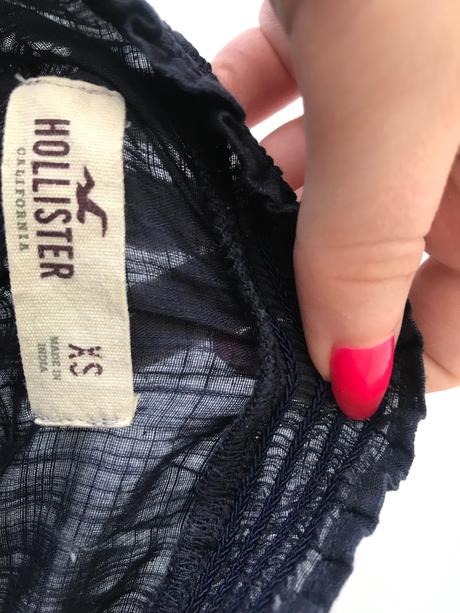 HOLLISTER
CALIFORNIA
XS
MADE IN
INDIA